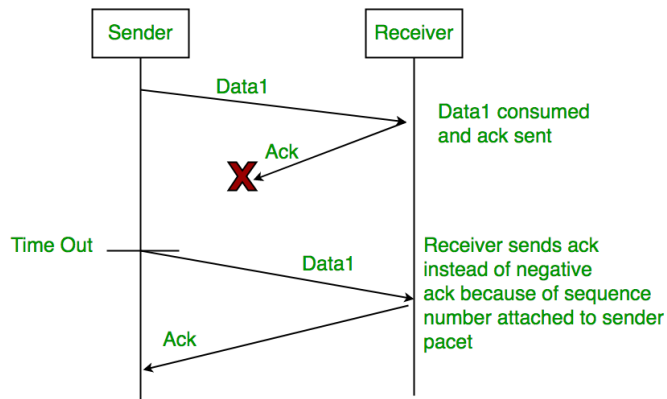 Sender
Receiver
Data1
Data1 consumed
and ack sent
Ack
X
Time Out
Data1
Receiver sends ack
instead of negative
ack because of sequence
number attached to sender
pacet
Ack